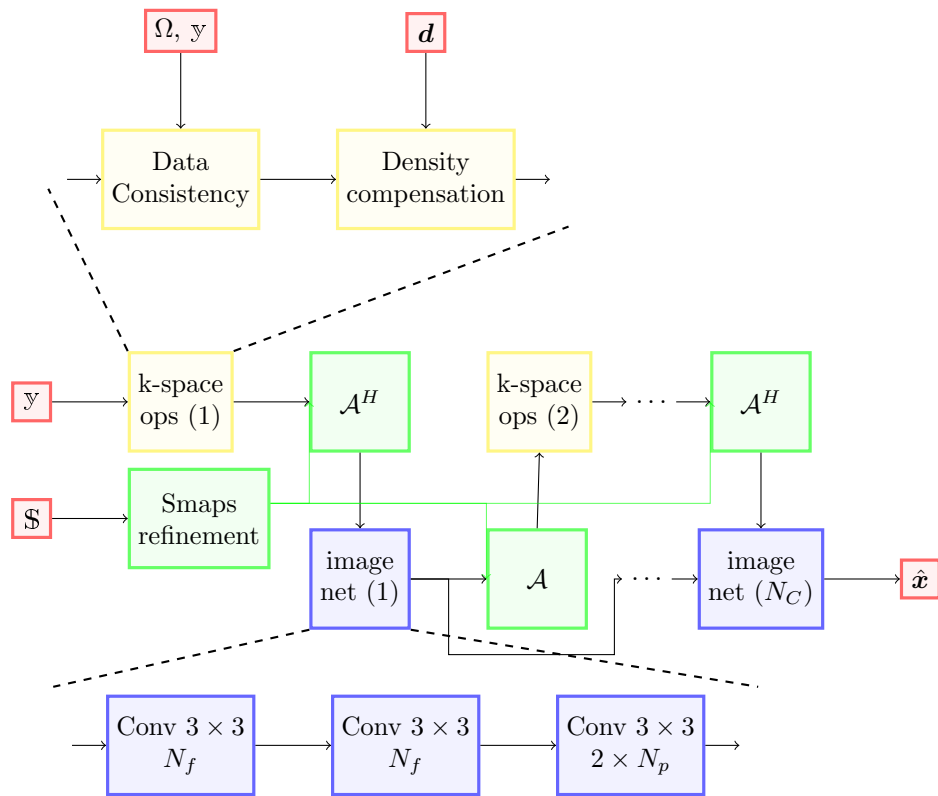 Ω, 𝕪
d
Data
Consistency
Density
compensation
𝕪
k-space
ops (1)
𝒜^H
k-space
ops (2)
···
𝒜^H
$
Smaps
refinement
image
net (1)
𝒜
···
image
net (N_C)
x̂
Conv 3 × 3
N_f
Conv 3 × 3
N_f
Conv 3 × 3
2 × N_p